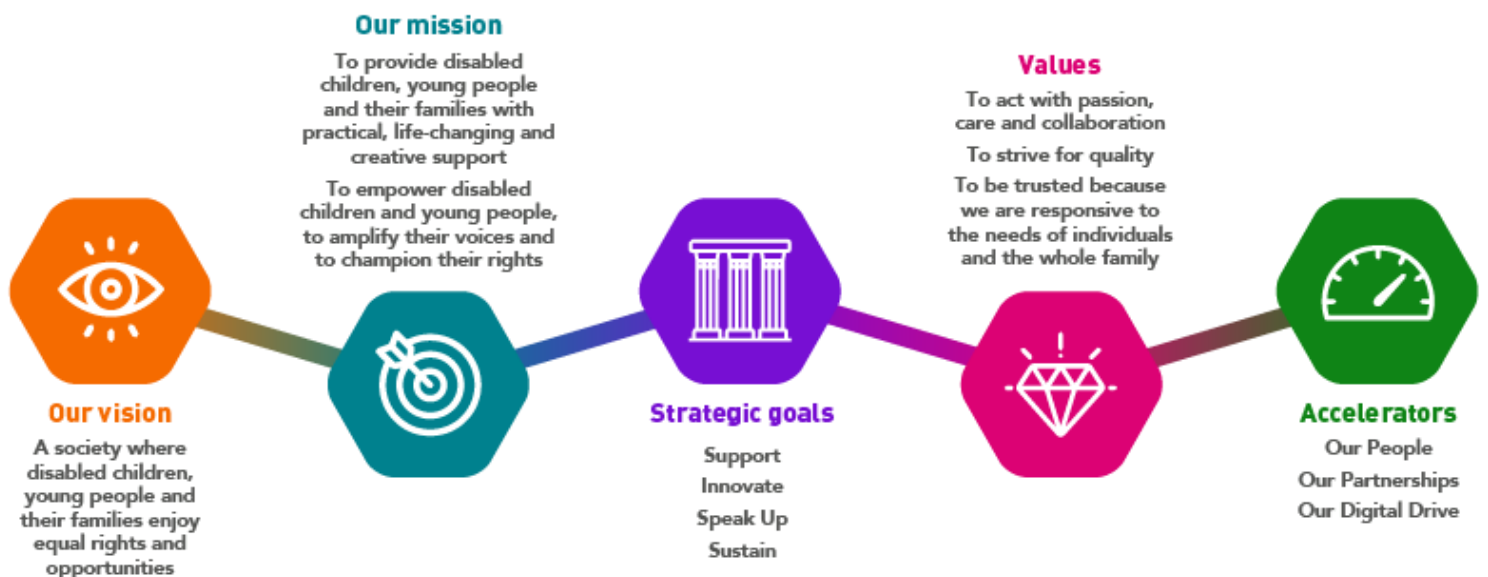 Our vision
A society where
disabled children,
young people and
their families enjoy
equal rights and
opportunities
Our mission
To provide disabled
children, young people
and their families with
practical, life-changing and
creative support
To empower disabled
children and young people,
to amplify their voices and
to champion their rights
Strategic goals
Support
Innovate
Speak Up
Sustain
Values
To act with passion,
care and collaboration
To strive for quality
To be trusted because
we are responsive to
the needs of individuals
and the whole family
Accelerators
Our People
Our Partnerships
Our Digital Drive